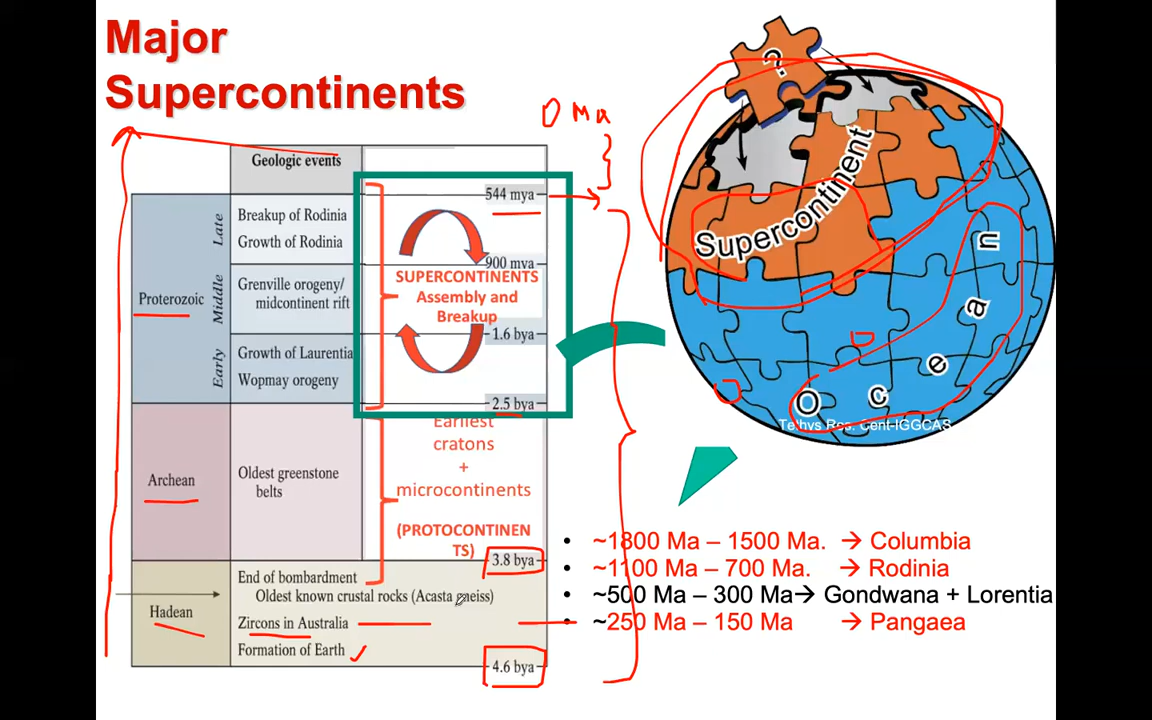 Major
Supercontinents
0 Ma
?
Supercontinent
Ocean
Tethys Res. Cent-IGGCAS
Geologic events
544 mya
Late
Breakup of Rodinia
Growth of Rodinia
900 mya
SUPERCONTINENTS
Assembly and
Breakup
Proterozoic
Middle
Grenville orogeny/
midcontinent rift
1.6 bya
Early
Growth of Laurentia
Wopmay orogeny
2.5 bya
Earliest
cratons
+
microcontinents
(PROTOCONTINEN
TS)
Archean
Oldest greenstone
belts
3.8 bya
Hadean
End of bombardment
Oldest known crustal rocks (Acasta gneiss)
Zircons in Australia
Formation of Earth
4.6 bya
• ~1800 Ma – 1500 Ma. → Columbia
• ~1100 Ma – 700 Ma. → Rodinia
• ~500 Ma – 300 Ma→ Gondwana + Lorentia
• ~250 Ma – 150 Ma → Pangaea